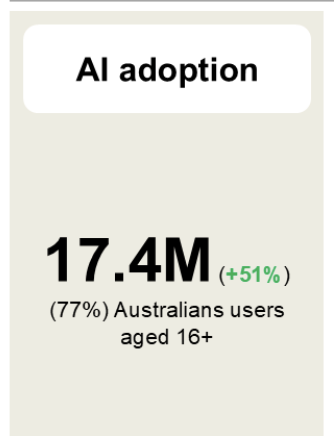 AI adoption
17.4M (+51%)
(77%) Australians users
aged 16+